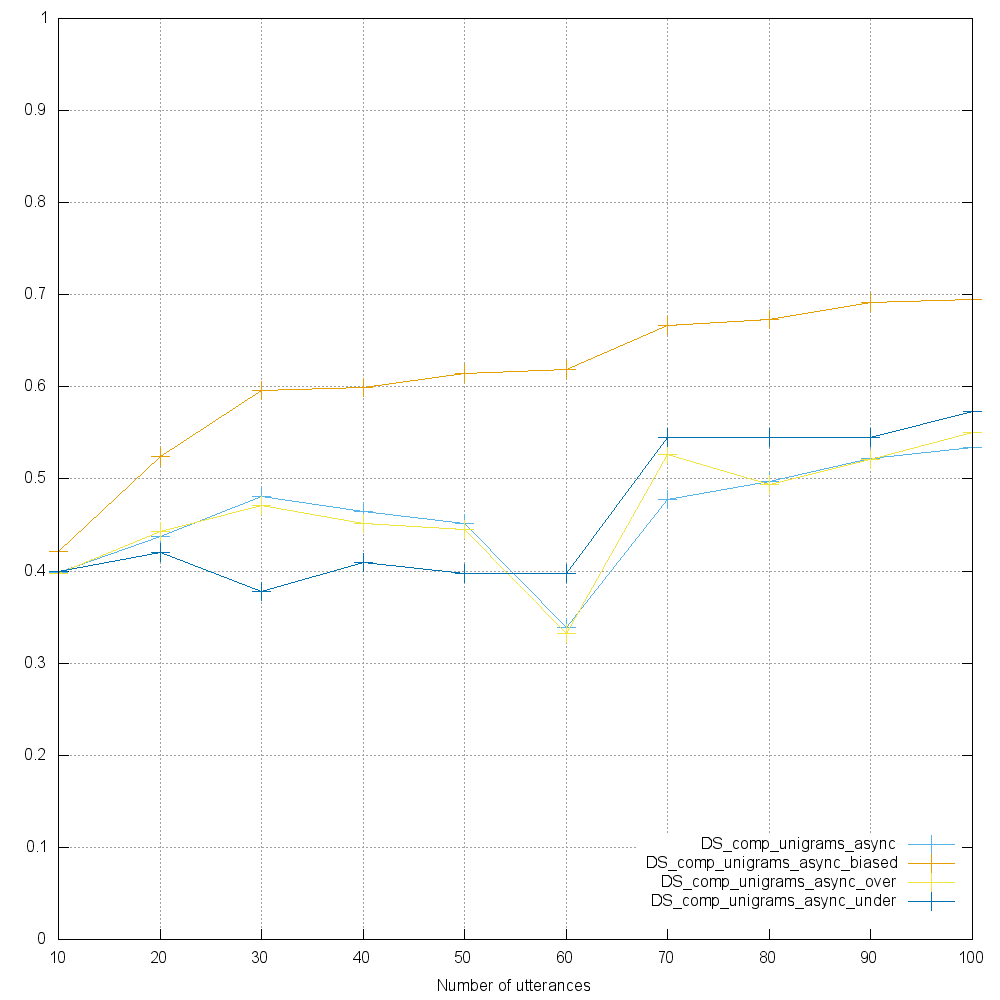 1
0.9
0.8
0.7
0.6
0.5
0.4
0.3
0.2
0.1
0
DS_comp_unigrams_async
DS_comp_unigrams_async_biased
DS_comp_unigrams_async_over
DS_comp_unigrams_async_under
10 20 30 40 50 60 70 80 90 100
Number of utterances